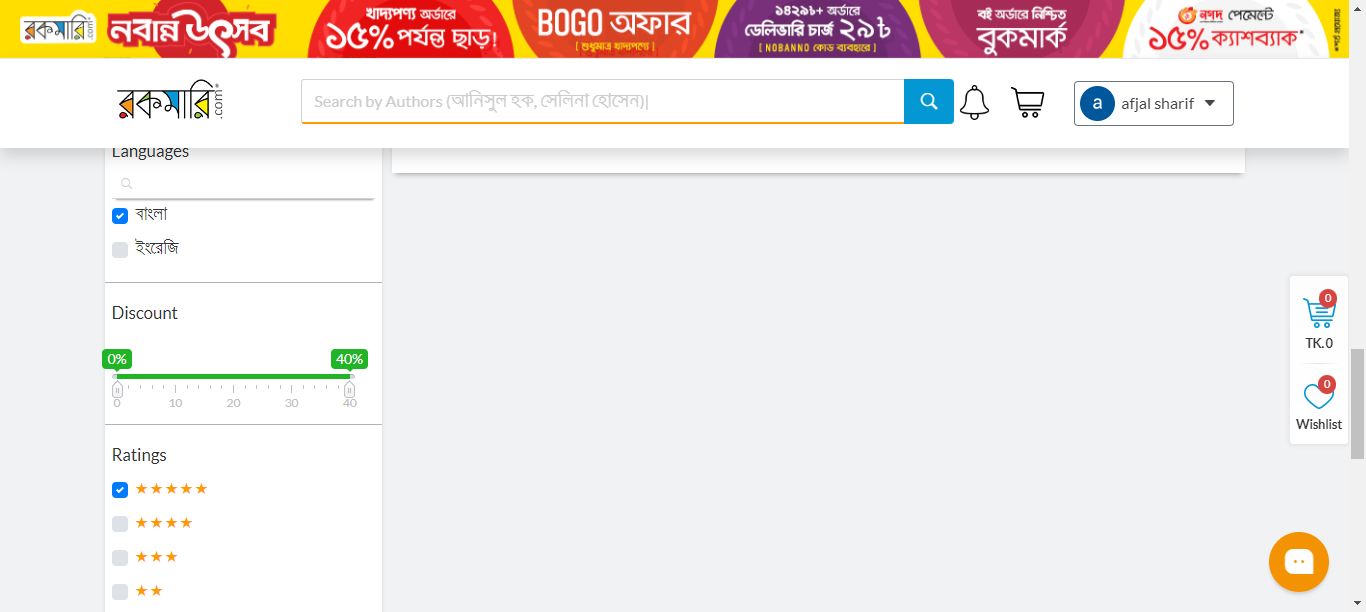 রকমারি.com
নবান্ন উৎসব
খাদ্যপণ্য অর্ডারে
১৫% পর্যন্ত ছাড়!
BOGO অফার
[ শুধুমাত্র খাদ্যপণ্যে ]
১৪২৯৳+ অর্ডারে
ডেলিভারি চার্জ ২৯৳
[ NOBANNO কোড ব্যবহারে ]
বই অর্ডারে নিশ্চিত
বুকমার্ক
নগদ পেমেন্টে
১৫% ক্যাশব্যাক*
রকমারি.com
Search by Authors (আনিসুল হক, সেলিনা হোসেন)|
a afjal sharif
Languages
বাংলা
ইংরেজি
Discount
0% 40%
0 10 20 30 40
Ratings
0
TK.0
0
Wishlist